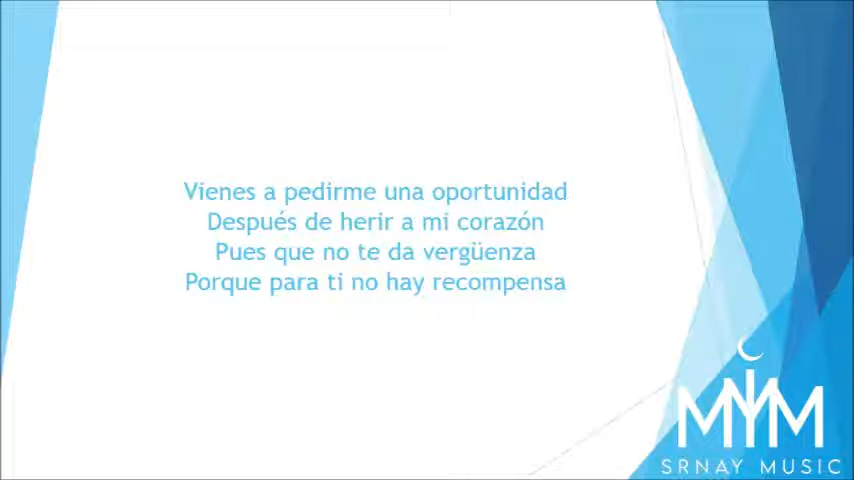 Vienes a pedirme una oportunidad
Después de herir a mi corazón
Pues que no te da vergüenza
Porque para ti no hay recompensa
MYM
SRNAY MUSIC